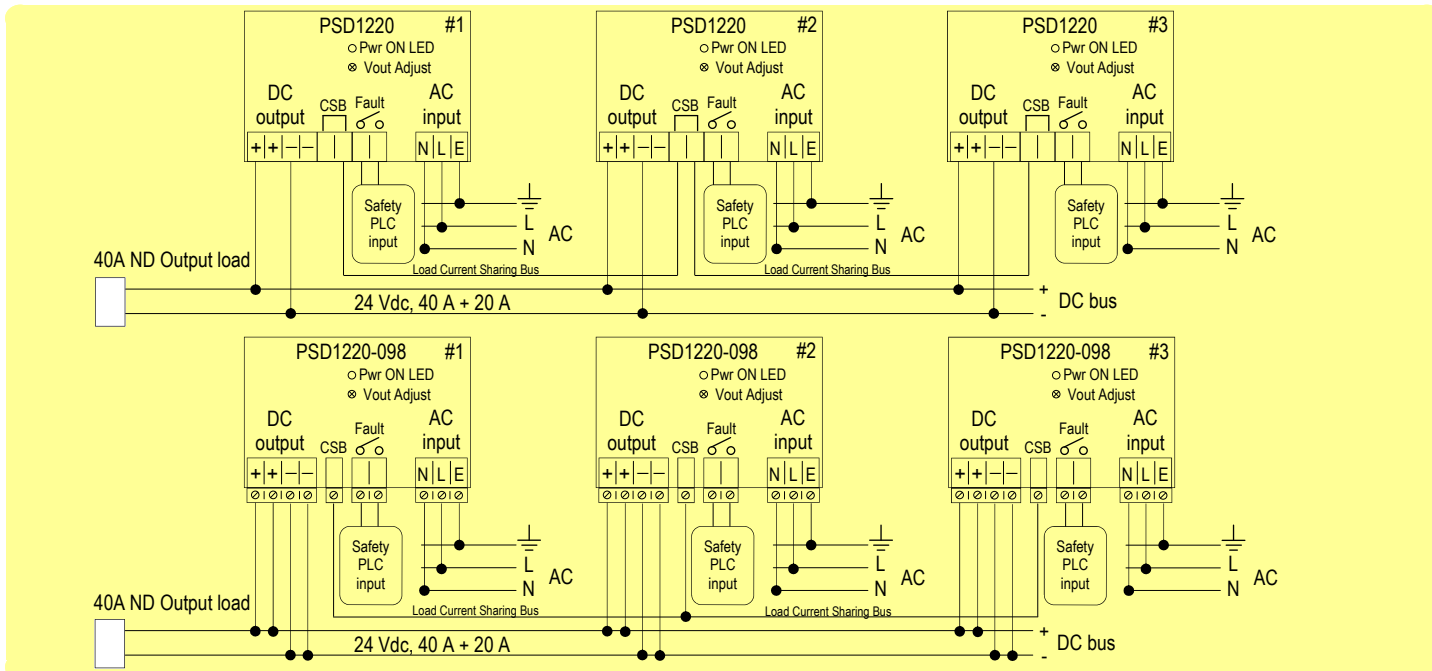 PSD1220 #1
Pwr ON LED
Vout Adjust
DC output
CSB
Fault
AC input
+ + — —
N L E
Safety PLC input
L
N
AC
PSD1220 #2
Pwr ON LED
Vout Adjust
DC output
CSB
Fault
AC input
+ + — —
N L E
Safety PLC input
L
N
AC
PSD1220 #3
Pwr ON LED
Vout Adjust
DC output
CSB
Fault
AC input
+ + — —
N L E
Safety PLC input
L
N
AC
Load Current Sharing Bus
Load Current Sharing Bus
40A ND Output load
24 Vdc, 40 A + 20 A
+
-
DC bus
PSD1220-098 #1
Pwr ON LED
Vout Adjust
DC output
CSB
Fault
AC input
+ + — —
N L E
Safety PLC input
L
N
AC
PSD1220-098 #2
Pwr ON LED
Vout Adjust
DC output
CSB
Fault
AC input
+ + — —
N L E
Safety PLC input
L
N
AC
PSD1220-098 #3
Pwr ON LED
Vout Adjust
DC output
CSB
Fault
AC input
+ + — —
N L E
Safety PLC input
L
N
AC
Load Current Sharing Bus
Load Current Sharing Bus
40A ND Output load
24 Vdc, 40 A + 20 A
+
-
DC bus